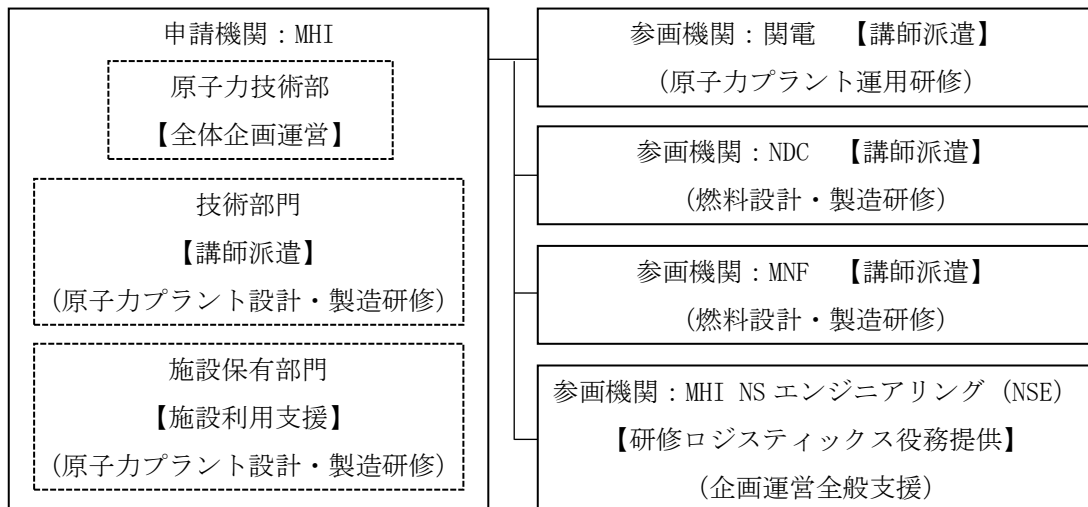 申請機関：MHI
原子力技術部
【全体企画運営】
技術部門
【講師派遣】
(原子力プラント設計・製造研修)
施設保有部門
【施設利用支援】
(原子力プラント設計・製造研修)
参画機関：関電　【講師派遣】
(原子力プラント運用研修)
参画機関：NDC　【講師派遣】
(燃料設計・製造研修)
参画機関：MNF　【講師派遣】
(燃料設計・製造研修)
参画機関：MHI NS エンジニアリング (NSE)
【研修ロジスティックス役務提供】
(企画運営全般支援)